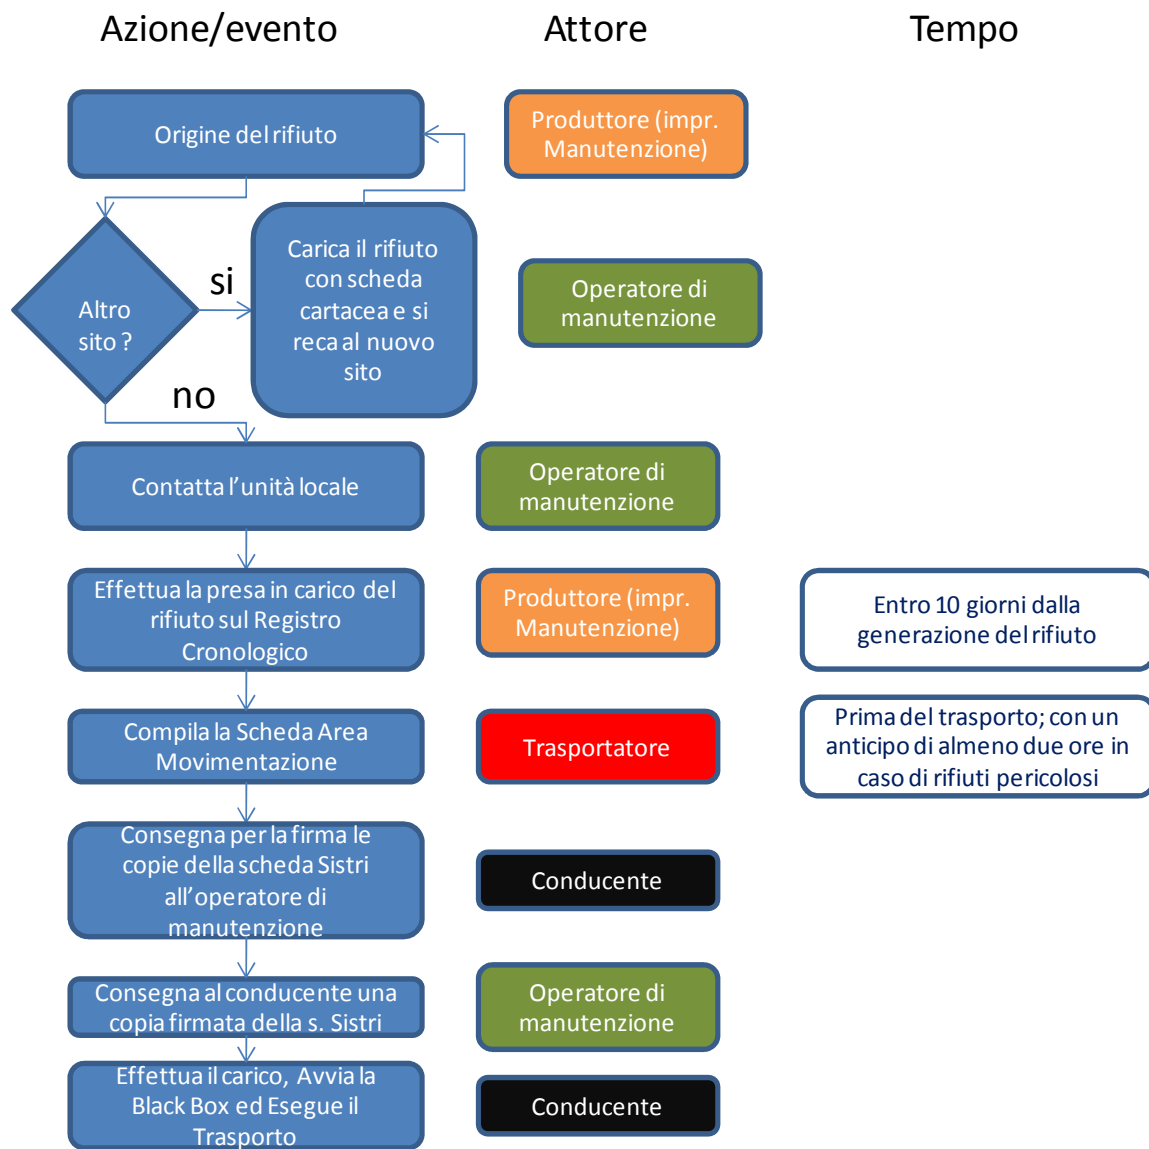 Azione/evento
Attore
Tempo
Origine del rifiuto
Produttore (impr.
Manutenzione)
Altro
sito ?
si
Carica il rifiuto
con scheda
cartacea e si
reca al nuovo
sito
Operatore di
manutenzione
no
Contatta l'unità locale
Operatore di
manutenzione
Effettua la presa in carico del
rifiuto sul Registro
Cronologico
Produttore (impr.
Manutenzione)
Entro 10 giorni dalla
generazione del rifiuto
Compila la Scheda Area
Movimentazione
Trasportatore
Prima del trasporto; con un
anticipo di almeno due ore in
caso di rifiuti pericolosi
Consegna per la firma le
copie della scheda Sistri
all'operatore di
manutenzione
Conducente
Consegna al conducente una
copia firmata della s. Sistri
Operatore di
manutenzione
Effettua il carico, Avvia la
Black Box ed Esegue il
Trasporto
Conducente